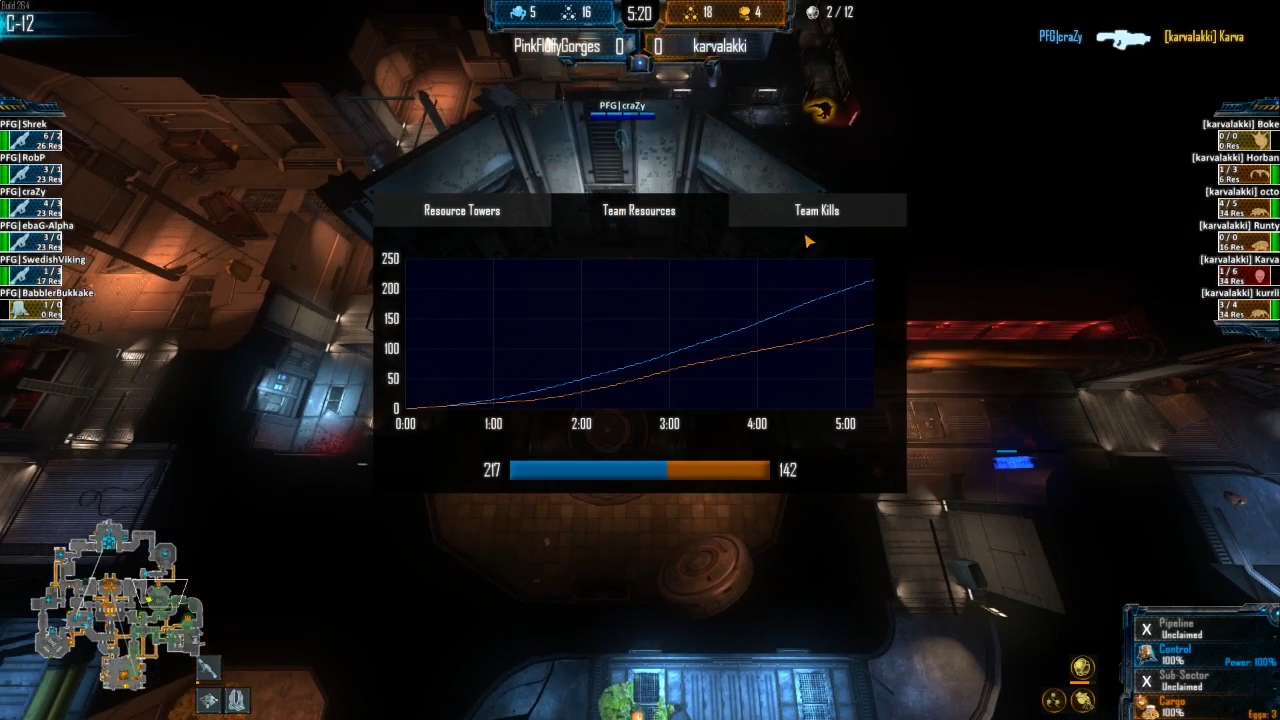 Build 264
C-12
5 16 5:20 18 4 2 / 12
PinkFluffyGorges 0 0 karvalakki
PFG|craZy [karvalakki] Karva
PFG|craZy
PFG|Shrek
6 / 2
26 Res
PFG|RobP
3 / 1
23 Res
PFG|craZy
4 / 3
23 Res
PFG|ebaG-Alpha
3 / 0
23 Res
PFG|SwedishViking
1 / 3
17 Res
PFG|BabblerBukkake
1 / 0
0 Res
[karvalakki] Boke
0 / 0
0 Res
[karvalakki] Horban
1 / 3
6 Res
[karvalakki] octo
4 / 5
34 Res
[karvalakki] Runty
0 / 0
16 Res
[karvalakki] Karva
1 / 6
34 Res
[karvalakki] kurril
3 / 4
34 Res
Resource Towers Team Resources Team Kills
250
200
150
100
50
0
0:00 1:00 2:00 3:00 4:00 5:00
217 142
X Pipeline
Unclaimed
Control
100% Power: 100%
X Sub-Sector
Unclaimed
Cargo
100% Eggs: 3